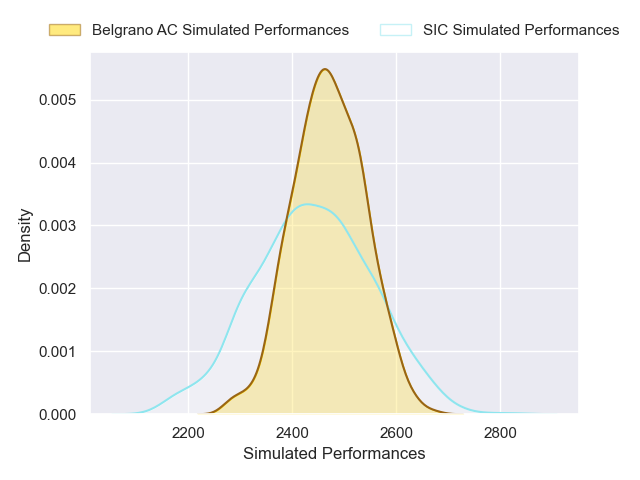 Belgrano AC Simulated Performances
SIC Simulated Performances
0.005
0.004
0.003
0.002
0.001
0.000
Density
2200
2400
2600
2800
Simulated Performances